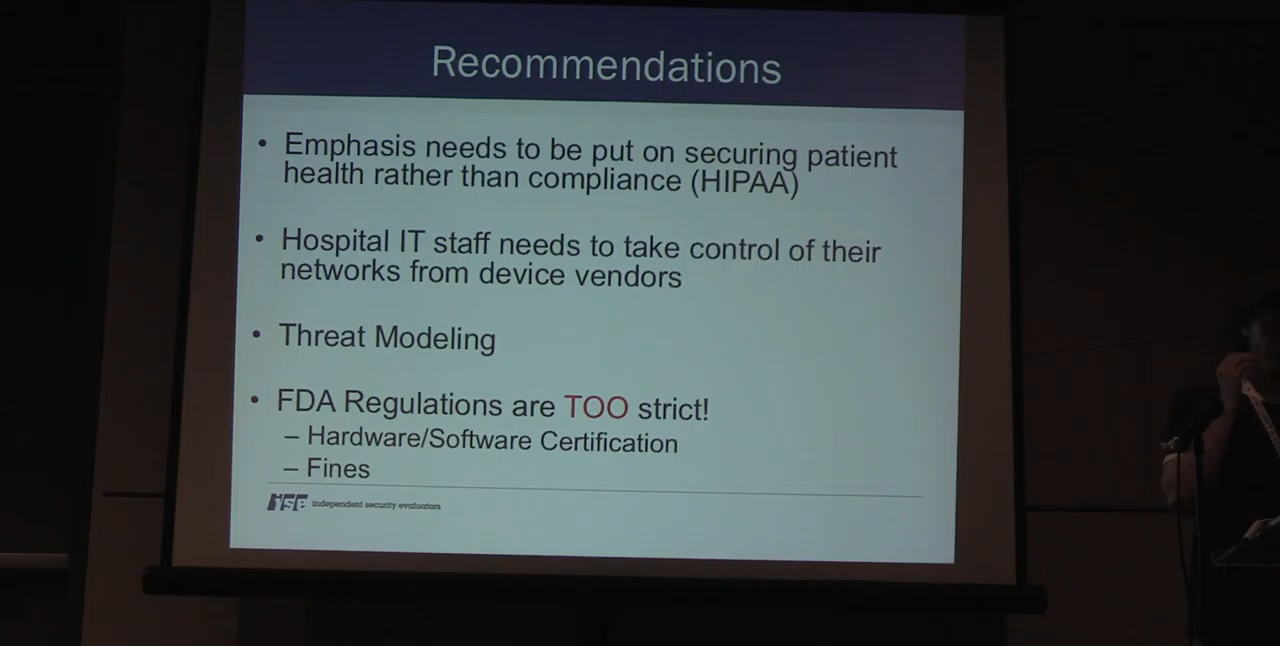 Recommendations
• Emphasis needs to be put on securing patient
health rather than compliance (HIPAA)
• Hospital IT staff needs to take control of their
networks from device vendors
• Threat Modeling
• FDA Regulations are TOO strict!
– Hardware/Software Certification
– Fines
ise independent security evaluators